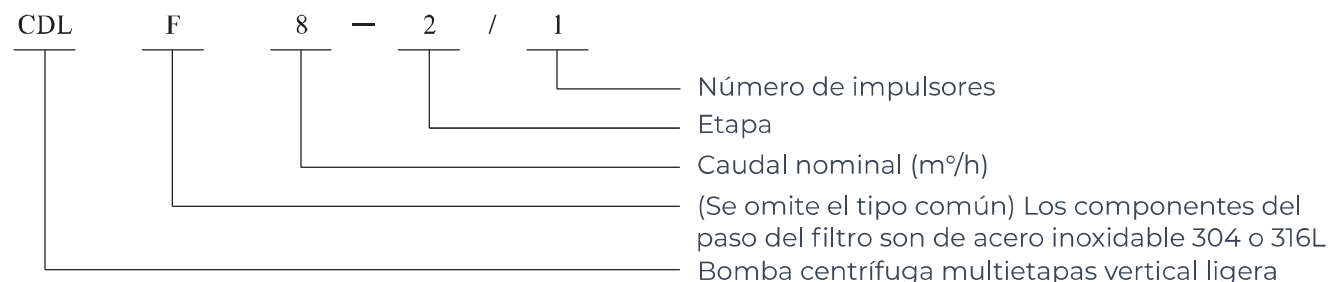 CDL F 8 — 2 / 1
Número de impulsores
Etapa
Caudal nominal (m°/h)
(Se omite el tipo común) Los componentes del
paso del filtro son de acero inoxidable 304 o 316L
Bomba centrífuga multietapas vertical ligera